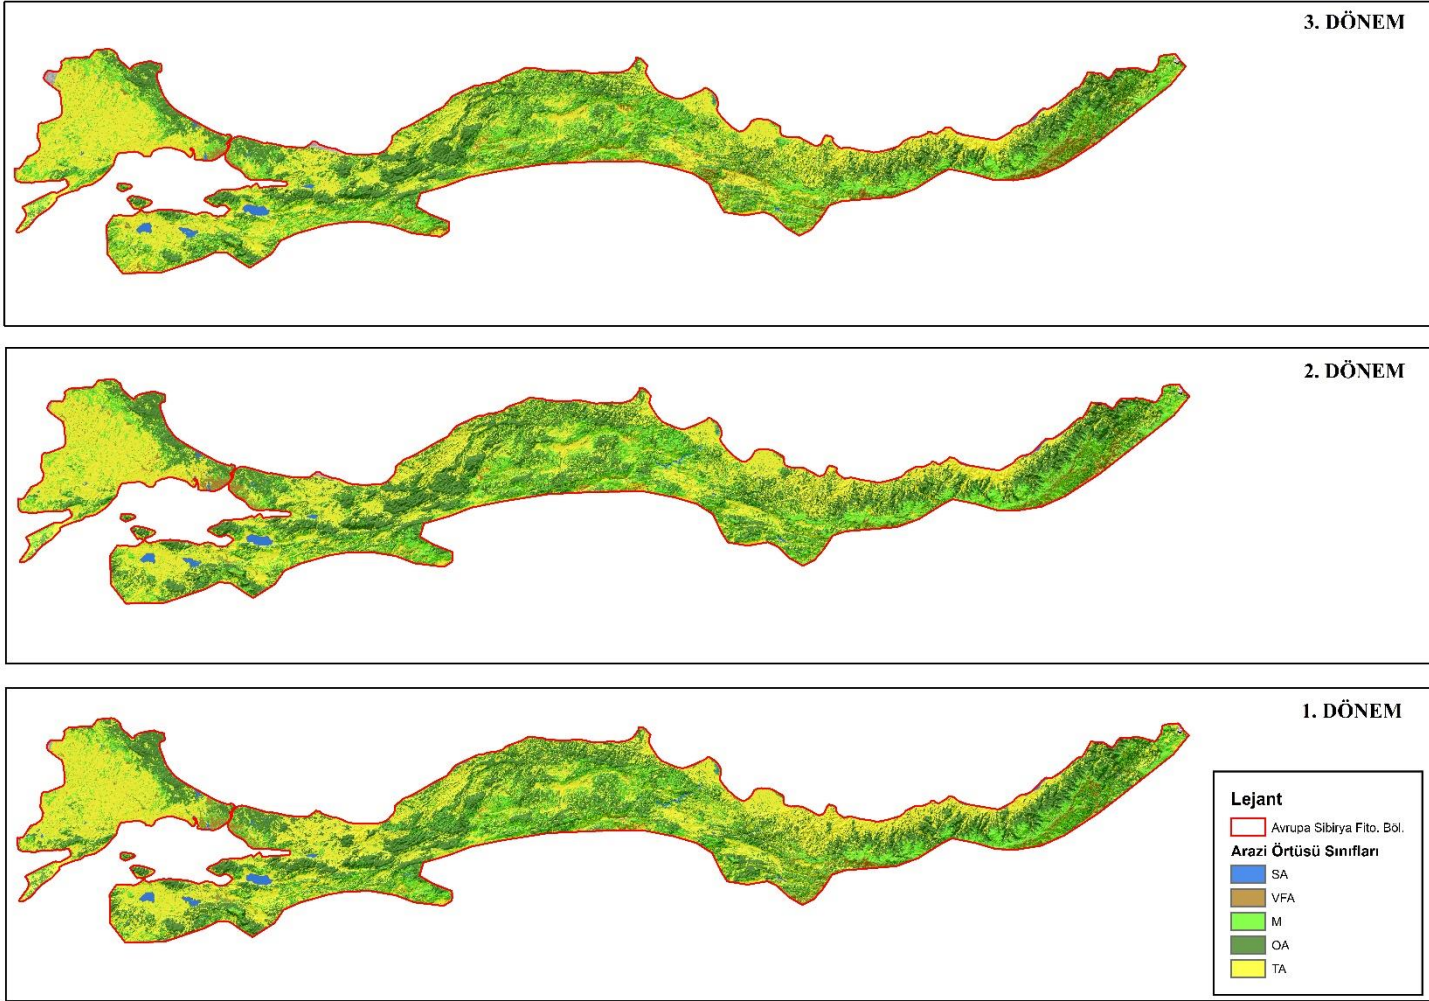 3. DÖNEM
2. DÖNEM
1. DÖNEM
Lejant
Avrupa Sibirya Fito. Böl.
Arazi Örtüsü Sınıfları
SA
VFA
M
OA
TA